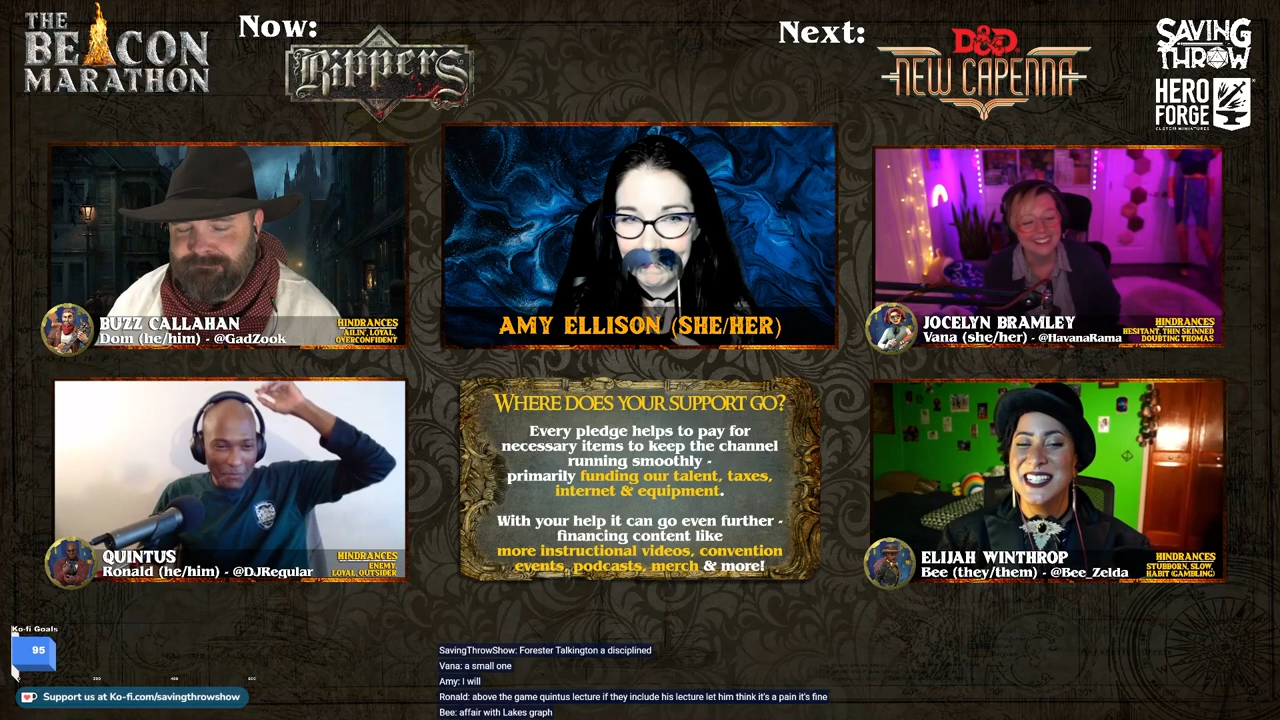 THE
BEACON
MARATHON
Now:
Rippers
Next:
D&D
NEW CAPENNA
SAVING
THROW
HERO
FORGE
CUSTOM MINIATURES
BUZZ CALLAHAN
Dom (he/him) - @GadZook
HINDRANCES
AILIN', LOYAL,
OVERCONFIDENT
AMY ELLISON (SHE/HER)
JOCELYN BRAMLEY
Vana (she/her) - @HavanaRama
HINDRANCES
HESITANT, THIN SKINNED
DOUBTING THOMAS
QUINTUS
Ronald (he/him) - @DJRegular
HINDRANCES
ENEMY,
LOYAL, OUTSIDER
WHERE DOES YOUR SUPPORT GO?
Every pledge helps to pay for
necessary items to keep the channel
running smoothly -
primarily funding our talent, taxes,
internet & equipment.
With your help it can go even further -
financing content like
more instructional videos, convention
events, podcasts, merch & more!
ELIJAH WINTHROP
Bee (they/them) - @Bee_Zelda
HINDRANCES
STUBBORN, SLOW,
HABIT (GAMBLING)
Ko-fi Goals
95
200
400
600
Support us at Ko-fi.com/savingthrowshow
SavingThrowShow: Forester Talkington a disciplined
Vana: a small one
Amy: I will
Ronald: above the game quintus lecture if they include his lecture let him think it's a pain it's fine
Bee: affair with Lakes graph